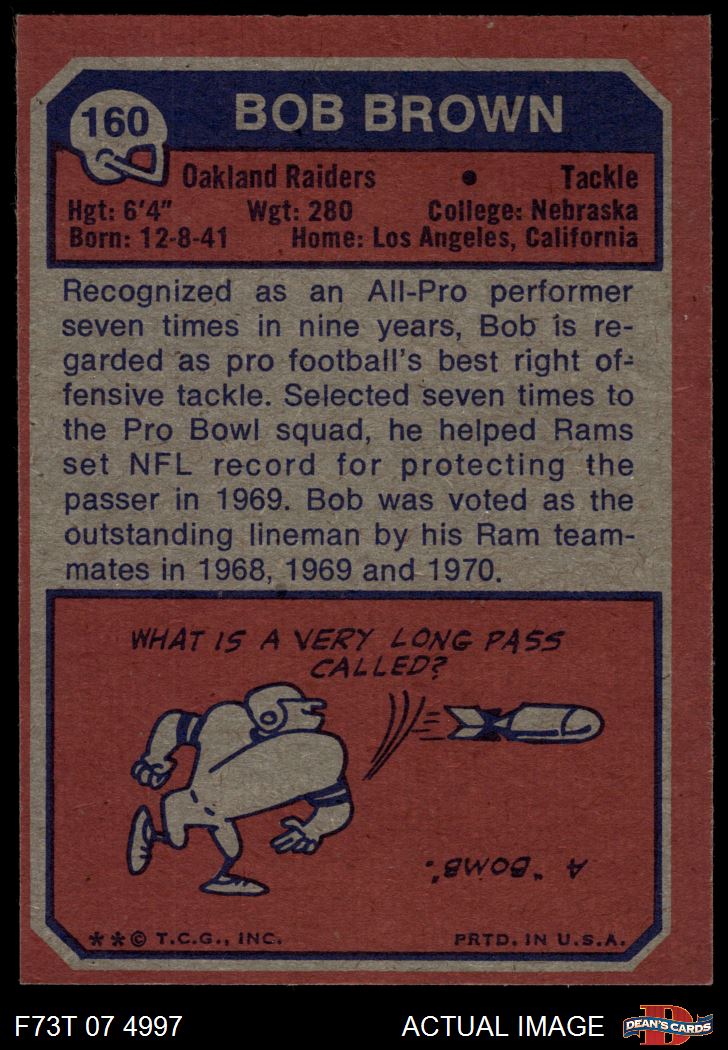 160 BOB BROWN
Oakland Raiders • Tackle
Hgt: 6'4" Wgt: 280 College: Nebraska
Born: 12-8-41 Home: Los Angeles, California
Recognized as an All-Pro performer
seven times in nine years, Bob is re-
garded as pro football's best right of-
fensive tackle. Selected seven times to
the Pro Bowl squad, he helped Rams
set NFL record for protecting the
passer in 1969. Bob was voted as the
outstanding lineman by his Ram team-
mates in 1968, 1969 and 1970.
WHAT IS A VERY LONG PASS
CALLED?
A "BOMB".
**© T.C.G., INC. PRTD. IN U.S.A.
F73T 07 4997 ACTUAL IMAGE D DEAN'S CARDS